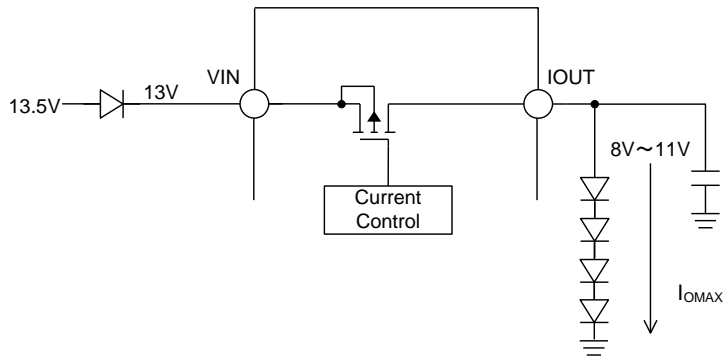 VIN
IOUT
13.5V
13V
8V～11V
Current
Control
IOMAX